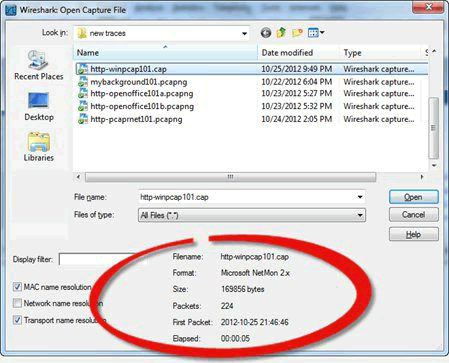 Wireshark: Open Capture File
Look in: new traces
Name Date modified Type
http-winpcap101.cap 10/25/2012 9:49 PM Wireshark capture...
mybackground101.pcapng 10/22/2012 6:04 PM Wireshark capture...
http-openoffice101a.pcapng 10/23/2012 5:27 PM Wireshark capture...
http-openoffice101b.pcapng 10/23/2012 5:32 PM Wireshark capture...
http-pcaprnet101.pcapng 10/24/2012 2:05 PM Wireshark capture...
Recent Places
Desktop
Libraries
File name: http-winpcap101.cap Open
Files of type: All Files (*.*) Cancel
Help
Display filter:
Filename: http-winpcap101.cap
MAC name resolution Format: Microsoft NetMon 2.x
Size: 169856 bytes
Network name resolution Packets: 224
Transport name resolution First Packet: 2012-10-25 21:46:46
Elapsed: 00:00:05